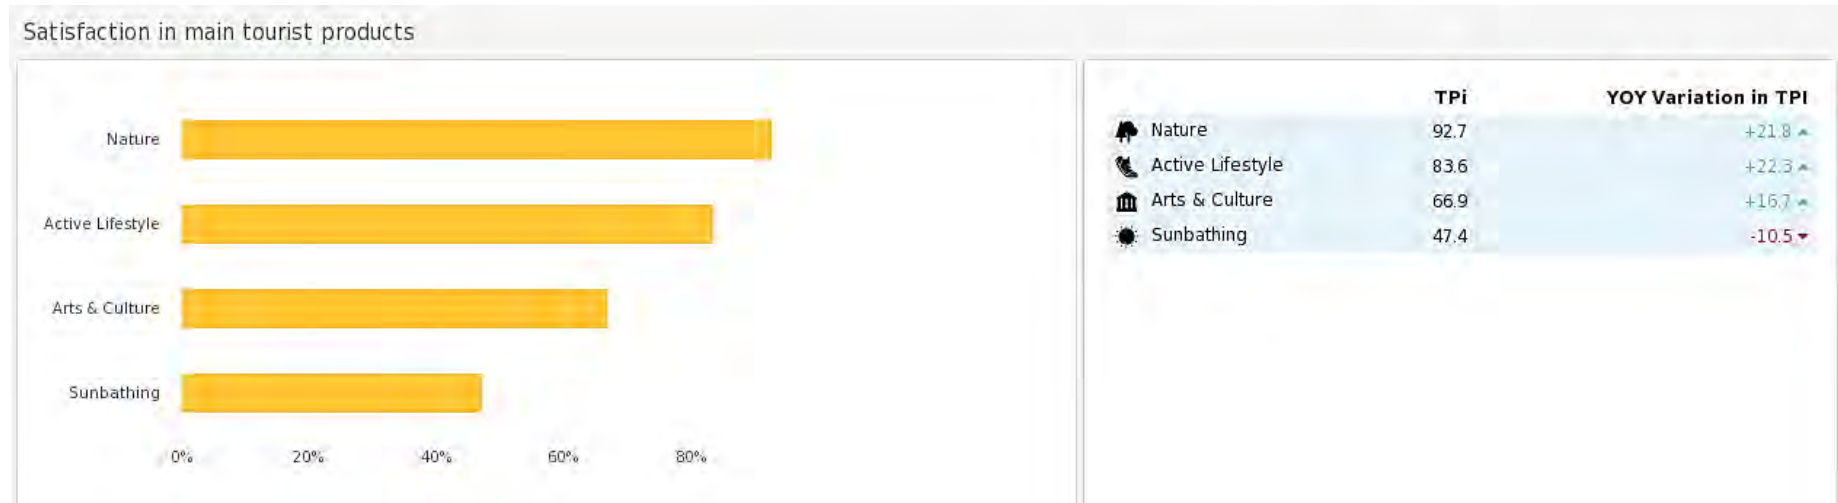 Satisfaction in main tourist products
Nature
Active Lifestyle
Arts & Culture
Sunbathing
0% 20% 40% 60% 80%
TPi YOY Variation in TPI
Nature 92.7 +21.8
Active Lifestyle 83.6 +22.3
Arts & Culture 66.9 +16.7
Sunbathing 47.4 -10.5